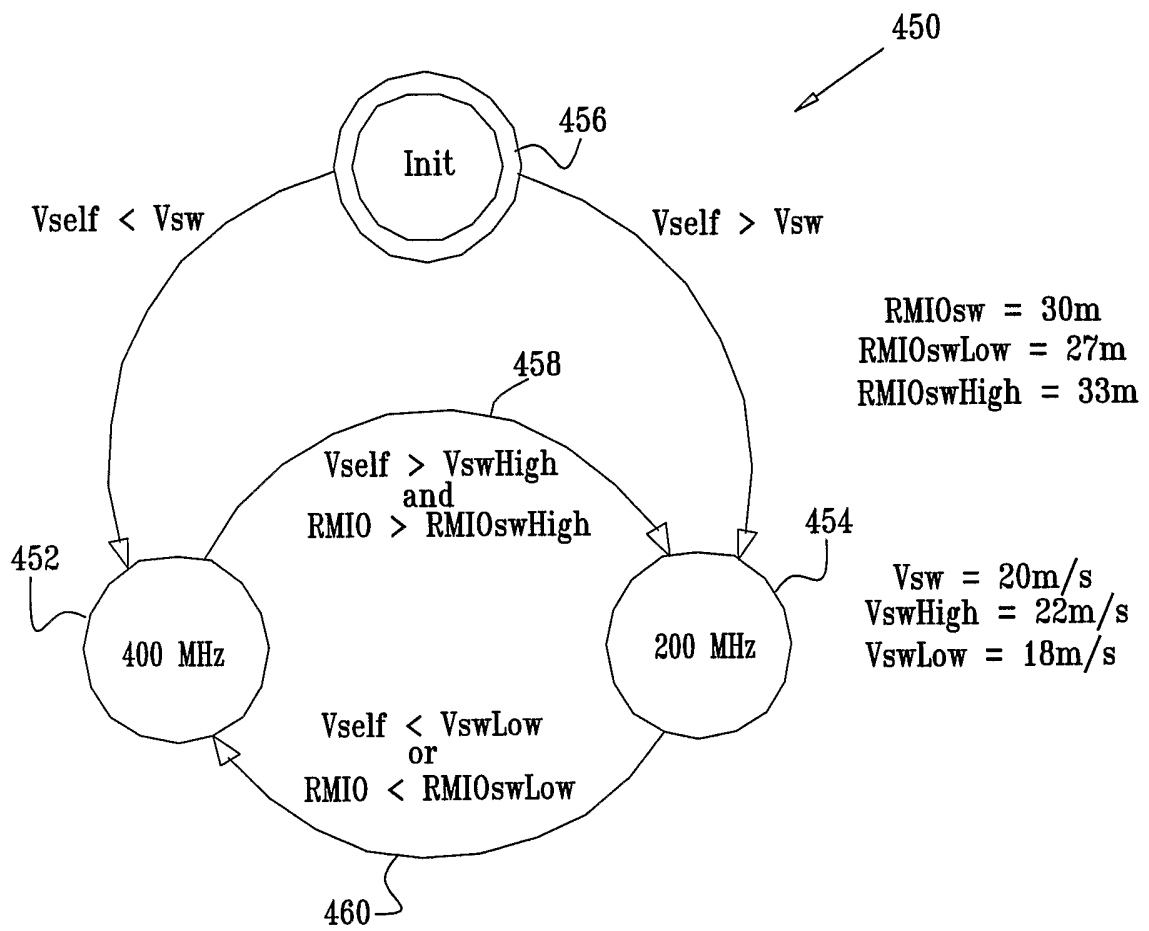 450
456
Init
Vself < Vsw
Vself > Vsw
RMIOsw = 30m
RMIOswLow = 27m
RMIOswHigh = 33m
458
Vself > VswHigh
and
RMIO > RMIOswHigh
452
454
400 MHz
200 MHz
Vsw = 20m/s
VswHigh = 22m/s
VswLow = 18m/s
Vself < VswLow
or
RMIO < RMIOswLow
460